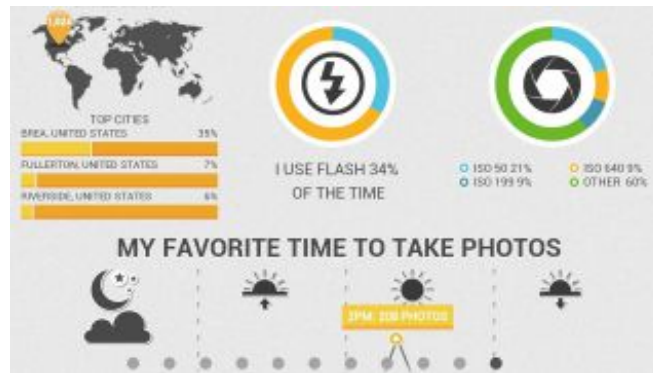 TOP CITIES
BREA, UNITED STATES 35%
FULLERTON, UNITED STATES 7%
RIVERSIDE, UNITED STATES 6%
I USE FLASH 34%
OF THE TIME
ISO 50 21% ISO 640 9%
ISO 199 9% OTHER 60%
MY FAVORITE TIME TO TAKE PHOTOS
2PM: 208 PHOTOS